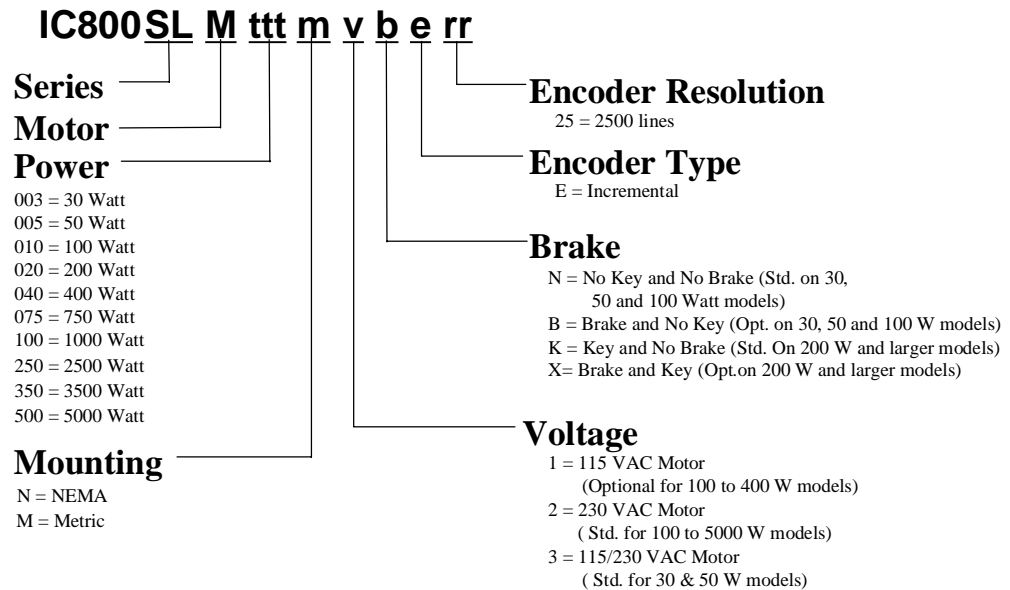 IC800 SL M ttt m v b e rr
Series
Motor
Power
003 = 30 Watt
005 = 50 Watt
010 = 100 Watt
020 = 200 Watt
040 = 400 Watt
075 = 750 Watt
100 = 1000 Watt
250 = 2500 Watt
350 = 3500 Watt
500 = 5000 Watt
Mounting
N = NEMA
M = Metric
Encoder Resolution
25 = 2500 lines
Encoder Type
E = Incremental
Brake
N = No Key and No Brake (Std. on 30,
50 and 100 Watt models)
B = Brake and No Key (Opt. on 30, 50 and 100 W models)
K = Key and No Brake (Std. On 200 W and larger models)
X= Brake and Key (Opt.on 200 W and larger models)
Voltage
1 = 115 VAC Motor
(Optional for 100 to 400 W models)
2 = 230 VAC Motor
( Std. for 100 to 5000 W models)
3 = 115/230 VAC Motor
( Std. for 30 & 50 W models)